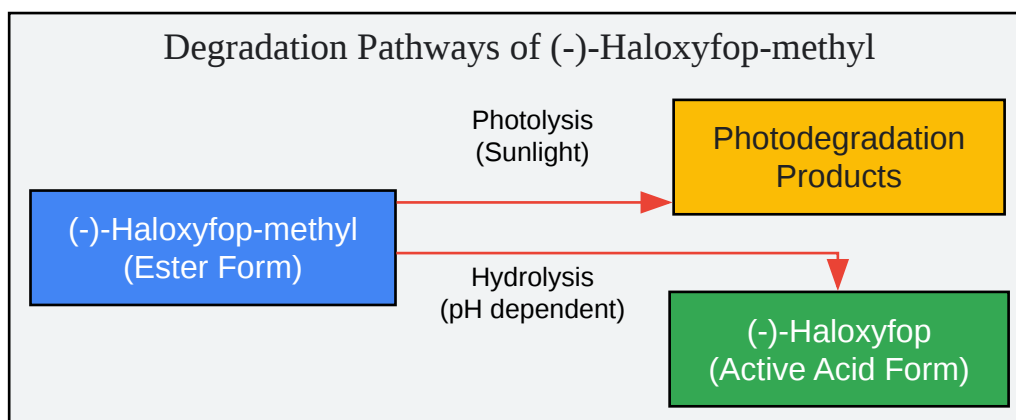 Degradation Pathways of (-)-Haloxyfop-methyl
Photolysis
(Sunlight)
Photodegradation
Products
(-)-Haloxyfop-methyl
(Ester Form)
Hydrolysis
(pH dependent)
(-)-Haloxyfop
(Active Acid Form)